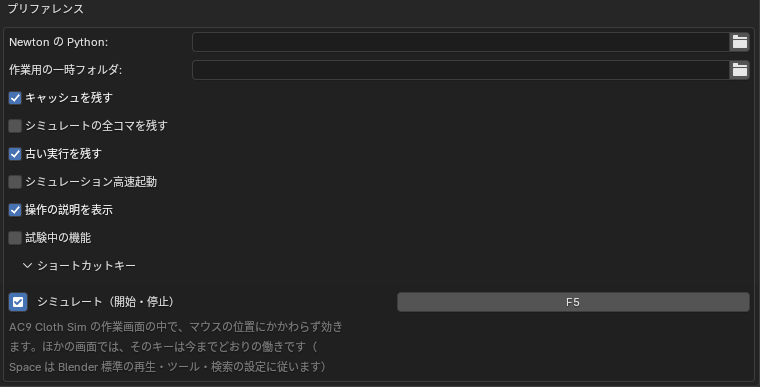 プリファレンス
Newton の Python:
作業用の一時フォルダ:
キャッシュを残す
シミュレートの全コマを残す
古い実行を残す
シミュレーション高速起動
操作の説明を表示
試験中の機能
ショートカットキー
シミュレート（開始・停止） F5
AC9 Cloth Sim の作業画面の中で、マウスの位置にかかわらず効き
ます。ほかの画面では、そのキーは今までどおりの働きです（
Space は Blender 標準の再生・ツール・検索の設定に従います）